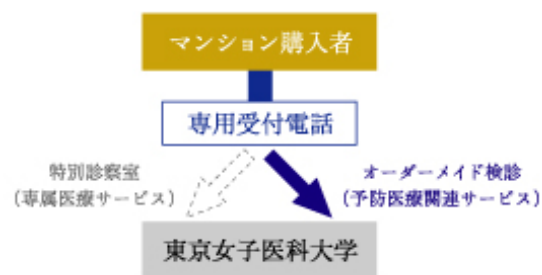 マンション購入者
専用受付電話
特別診察室
(専属医療サービス)
オーダーメイド検診
(予防医療関連サービス)
東京女子医科大学